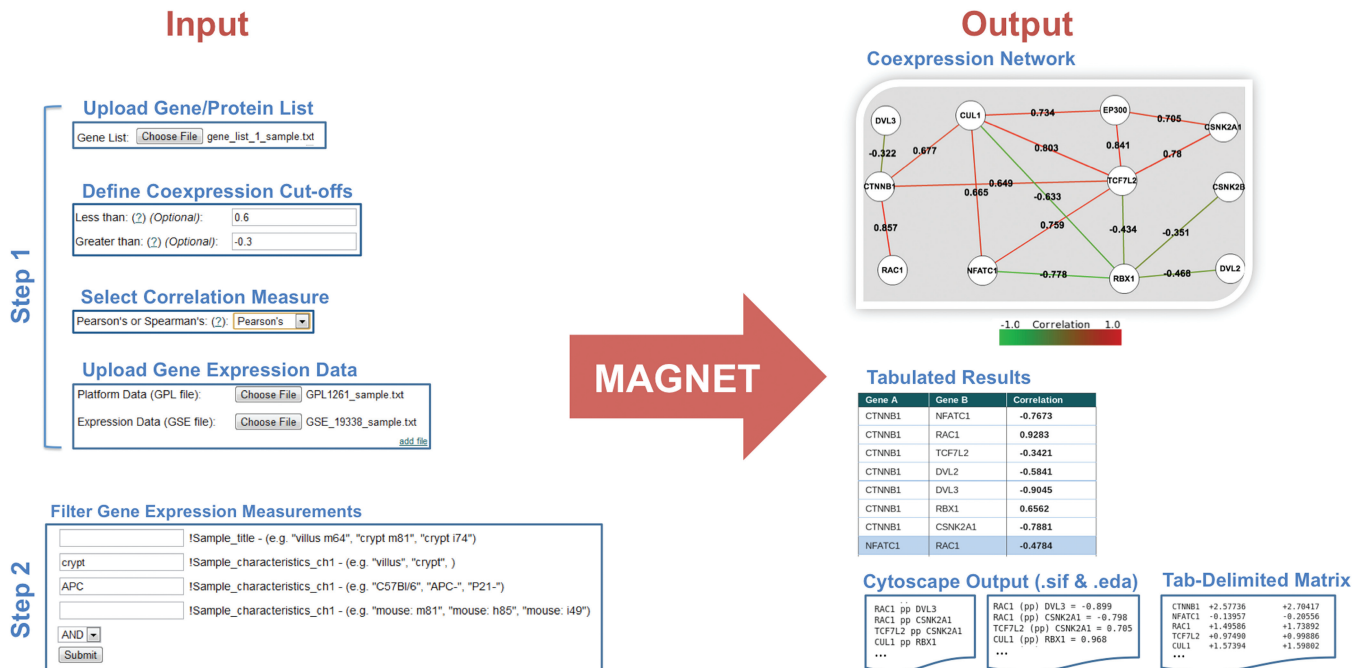 Input
Output
Step 1
Upload Gene/Protein List
Gene List: Choose File gene_list_1_sample.txt
Define Coexpression Cut-offs
Less than: (?) (Optional): 0.6
Greater than: (?) (Optional): -0.3
Select Correlation Measure
Pearson's or Spearman's: (?): Pearson's
Upload Gene Expression Data
Platform Data (GPL file): Choose File GPL1261_sample.txt
Expression Data (GSE file): Choose File GSE_19338_sample.txt
add file
Step 2
Filter Gene Expression Measurements
!Sample_title - (e.g. "villus m64", "crypt m81", "crypt i74")
crypt !Sample_characteristics_ch1 - (e.g. "villus", "crypt", )
APC !Sample_characteristics_ch1 - (e.g. "C57Bl/6", "APC-", "P21-")
!Sample_characteristics_ch1 - (e.g. "mouse: m81", "mouse: h85", "mouse: i49")
AND
Submit
MAGNET
Coexpression Network
DVL3
CUL1
0.734
EP300
0.705
CSNK2A1
-0.322
0.677
0.803
0.841
0.78
CTNNB1
0.649
TCF7L2
CSNK2B
0.665
-0.633
0.857
0.759
-0.434
-0.351
RAC1
NFATC1
-0.778
RBX1
-0.468
DVL2
-1.0 Correlation 1.0
Tabulated Results
Gene A Gene B Correlation
CTNNB1 NFATC1 -0.7673
CTNNB1 RAC1 0.9283
CTNNB1 TCF7L2 -0.3421
CTNNB1 DVL2 -0.5841
CTNNB1 DVL3 -0.9045
CTNNB1 RBX1 0.6562
CTNNB1 CSNK2A1 -0.7881
NFATC1 RAC1 -0.4784
Cytoscape Output (.sif & .eda)
RAC1 pp DVL3
RAC1 pp CSNK2A1
TCF7L2 pp CSNK2A1
CUL1 pp RBX1
...
RAC1 (pp) DVL3 = -0.899
RAC1 (pp) CSNK2A1 = -0.798
TCF7L2 (pp) CSNK2A1 = 0.705
CUL1 (pp) RBX1 = 0.968
...
Tab-Delimited Matrix
CTNNB1 +2.57736 +2.70417
NFATC1 -0.13957 -0.20556
RAC1 +1.49586 +1.73892
TCF7L2 +0.97490 +0.99886
CUL1 +1.57394 +1.59802
...